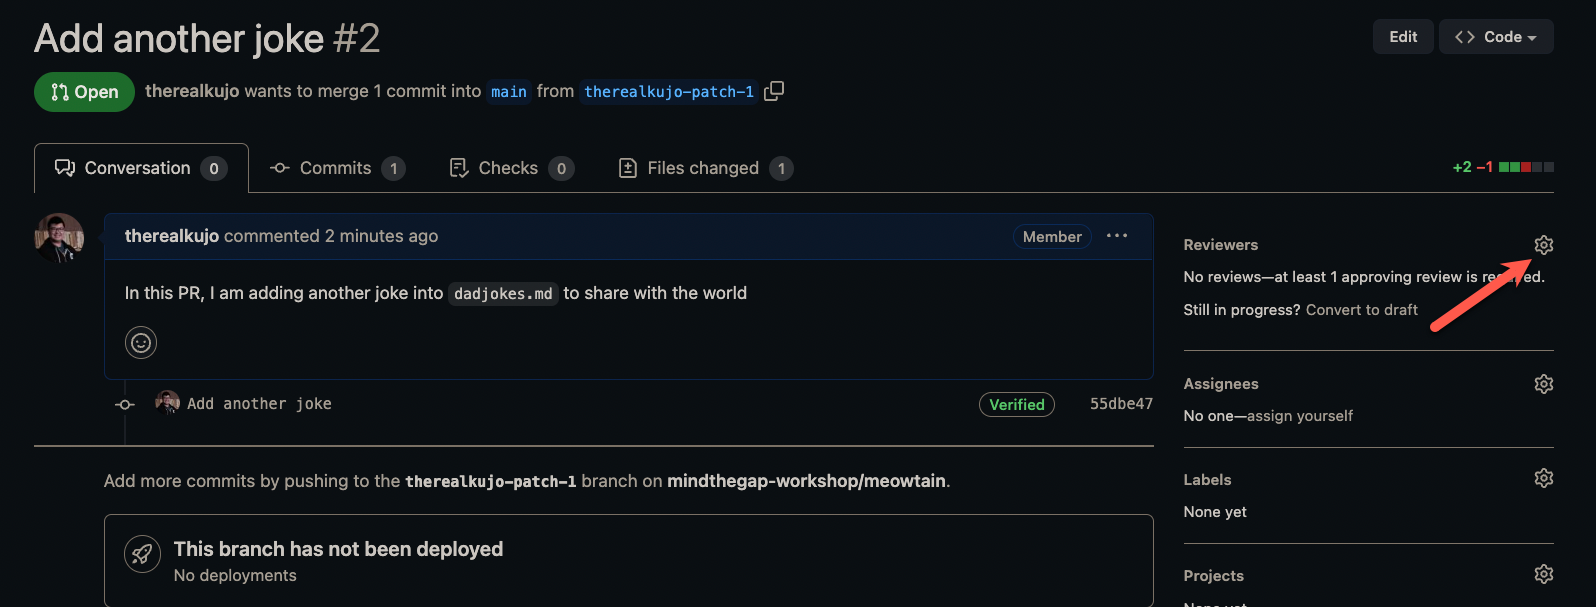 Add another joke #2
Edit
Code
Open
therealkujo wants to merge 1 commit into main from therealkujo-patch-1
Conversation 0
Commits 1
Checks 0
Files changed 1
+2 −1
therealkujo commented 2 minutes ago
Member
In this PR, I am adding another joke into dadjokes.md to share with the world
Add another joke
Verified
55dbe47
Add more commits by pushing to the therealkujo-patch-1 branch on mindthegap-workshop/meowtain.
This branch has not been deployed
No deployments
Reviewers
No reviews—at least 1 approving review is required.
Still in progress? Convert to draft
Assignees
No one—assign yourself
Labels
None yet
Projects
None yet